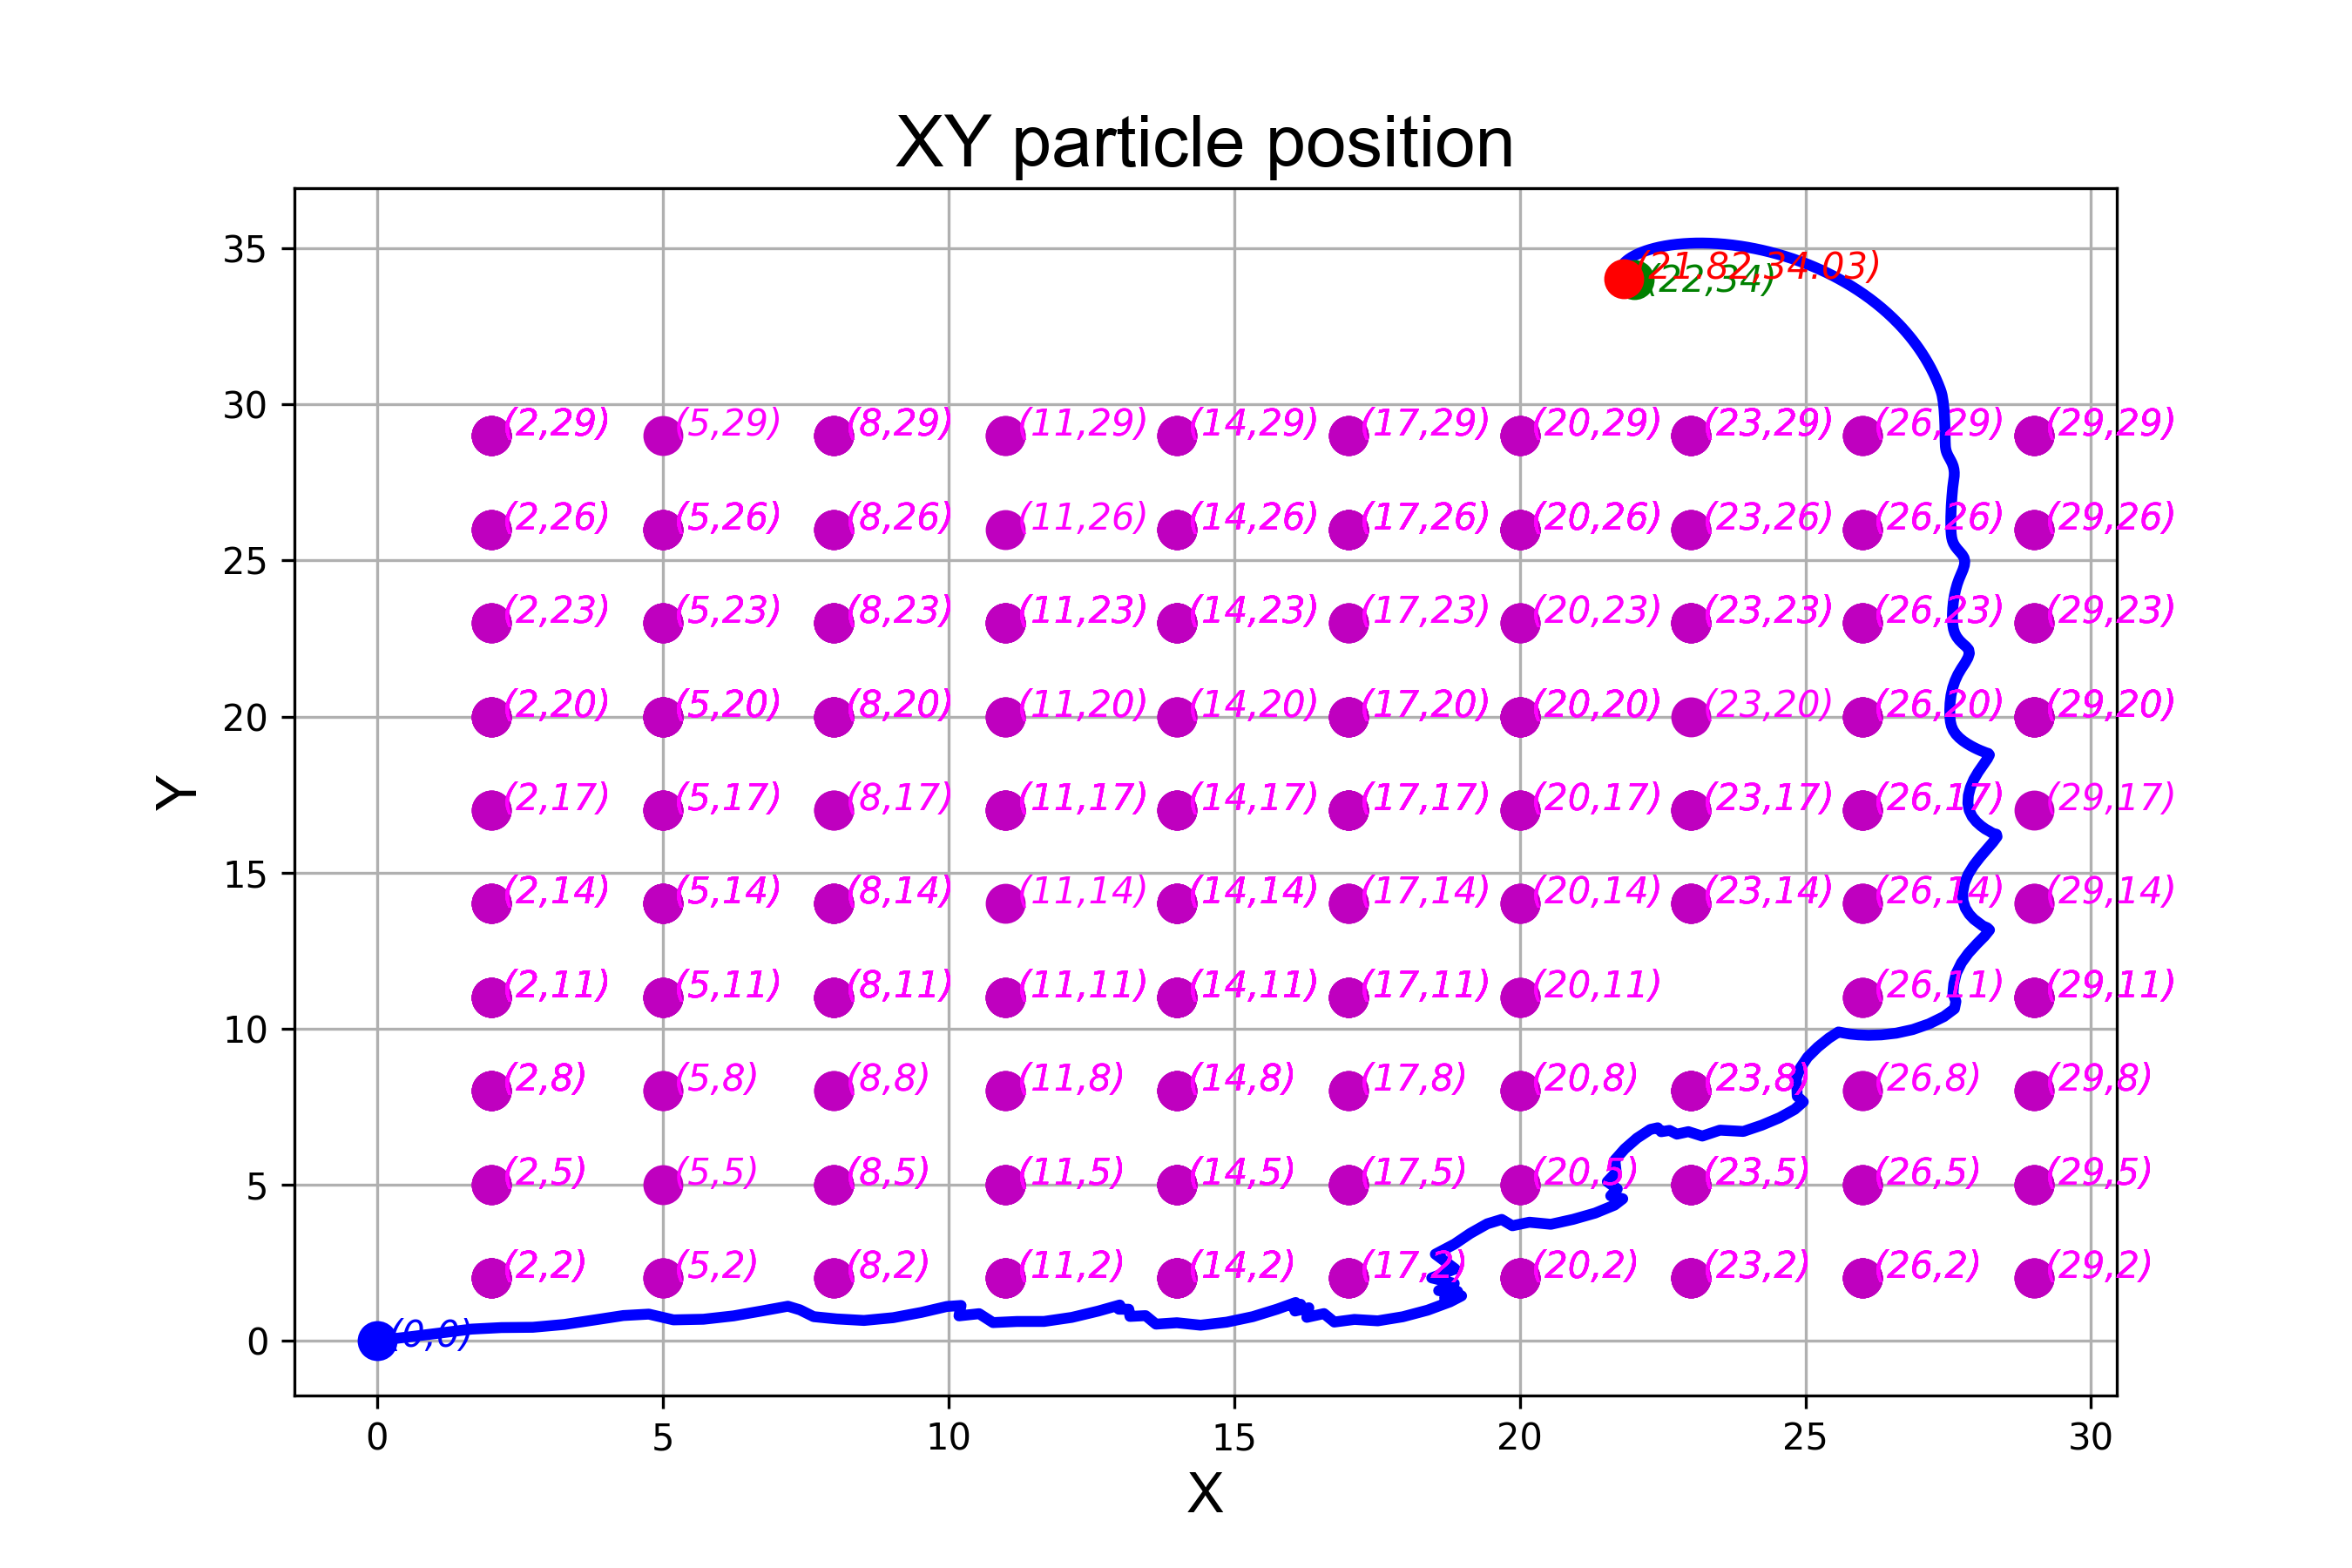 XY particle position
35
(21.82,34.03)
(22,34)
30
(2,29) (5,29) (8,29) (11,29) (14,29) (17,29) (20,29) (23,29) (26,29) (29,29)
(2,26) (5,26) (8,26) (11,26) (14,26) (17,26) (20,26) (23,26) (26,26) (29,26)
25
(2,23) (5,23) (8,23) (11,23) (14,23) (17,23) (20,23) (23,23) (26,23) (29,23)
20
(2,20) (5,20) (8,20) (11,20) (14,20) (17,20) (20,20) (23,20) (26,20) (29,20)
Y
(2,17) (5,17) (8,17) (11,17) (14,17) (17,17) (20,17) (23,17) (26,17) (29,17)
15
(2,14) (5,14) (8,14) (11,14) (14,14) (17,14) (20,14) (23,14) (26,14) (29,14)
(2,11) (5,11) (8,11) (11,11) (14,11) (17,11) (20,11) (26,11) (29,11)
10
(2,8) (5,8) (8,8) (11,8) (14,8) (17,8) (20,8) (23,8) (26,8) (29,8)
5
(2,5) (5,5) (8,5) (11,5) (14,5) (17,5) (20,5) (23,5) (26,5) (29,5)
(2,2) (5,2) (8,2) (11,2) (14,2) (17,2) (20,2) (23,2) (26,2) (29,2)
0
(0,0)
0 5 10 15 20 25 30
X